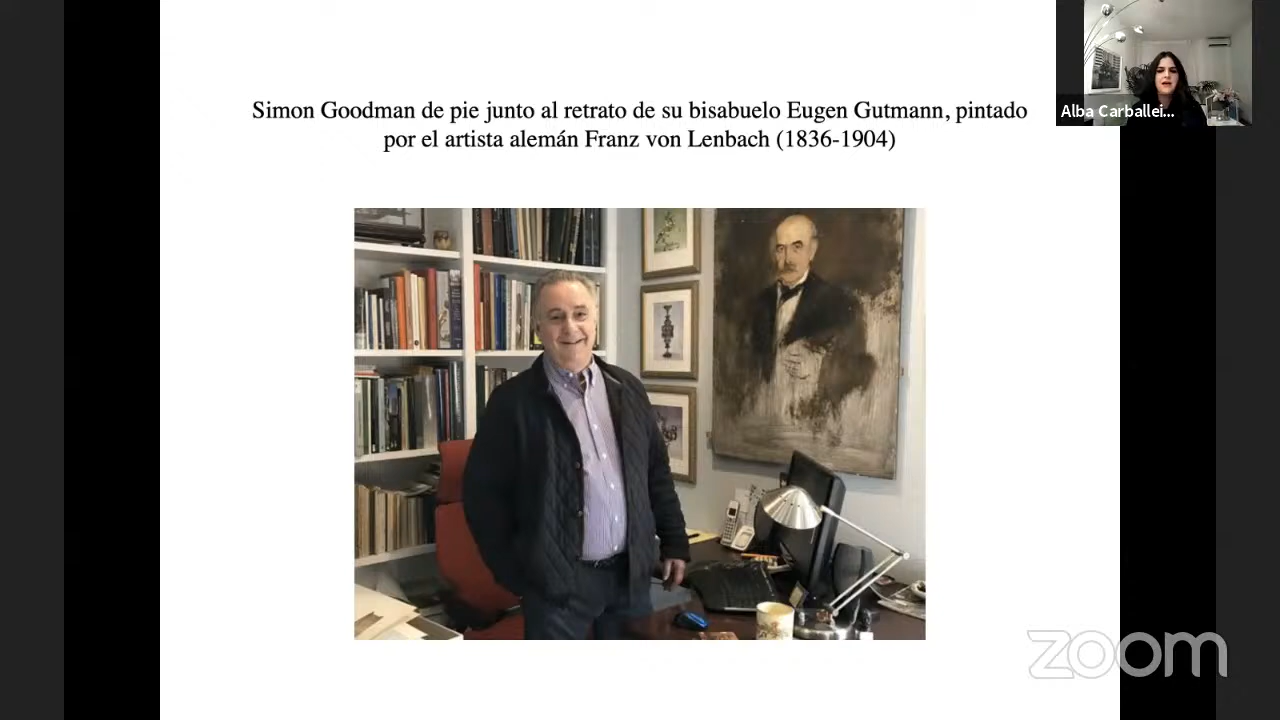 Simon Goodman de pie junto al retrato de su bisabuelo Eugen Gutmann, pintado
por el artista alemán Franz von Lenbach (1836-1904)
Alba Carballei...
zoom